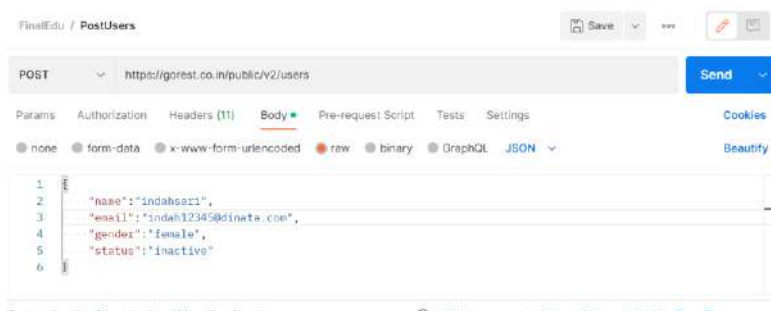 FinalEdu / PostUsers
Save
POST https://gorest.co.in/public/v2/users Send
Params Authorization Headers (11) Body Pre-request Script Tests Settings Cookies
none form-data x-www-form-urlencoded raw binary GraphQL JSON Beautify
1 {
2 "name":"indahsari",
3 "email":"indah12345@dinata.com",
4 "gender":"female",
5 "status":"inactive"
6 }